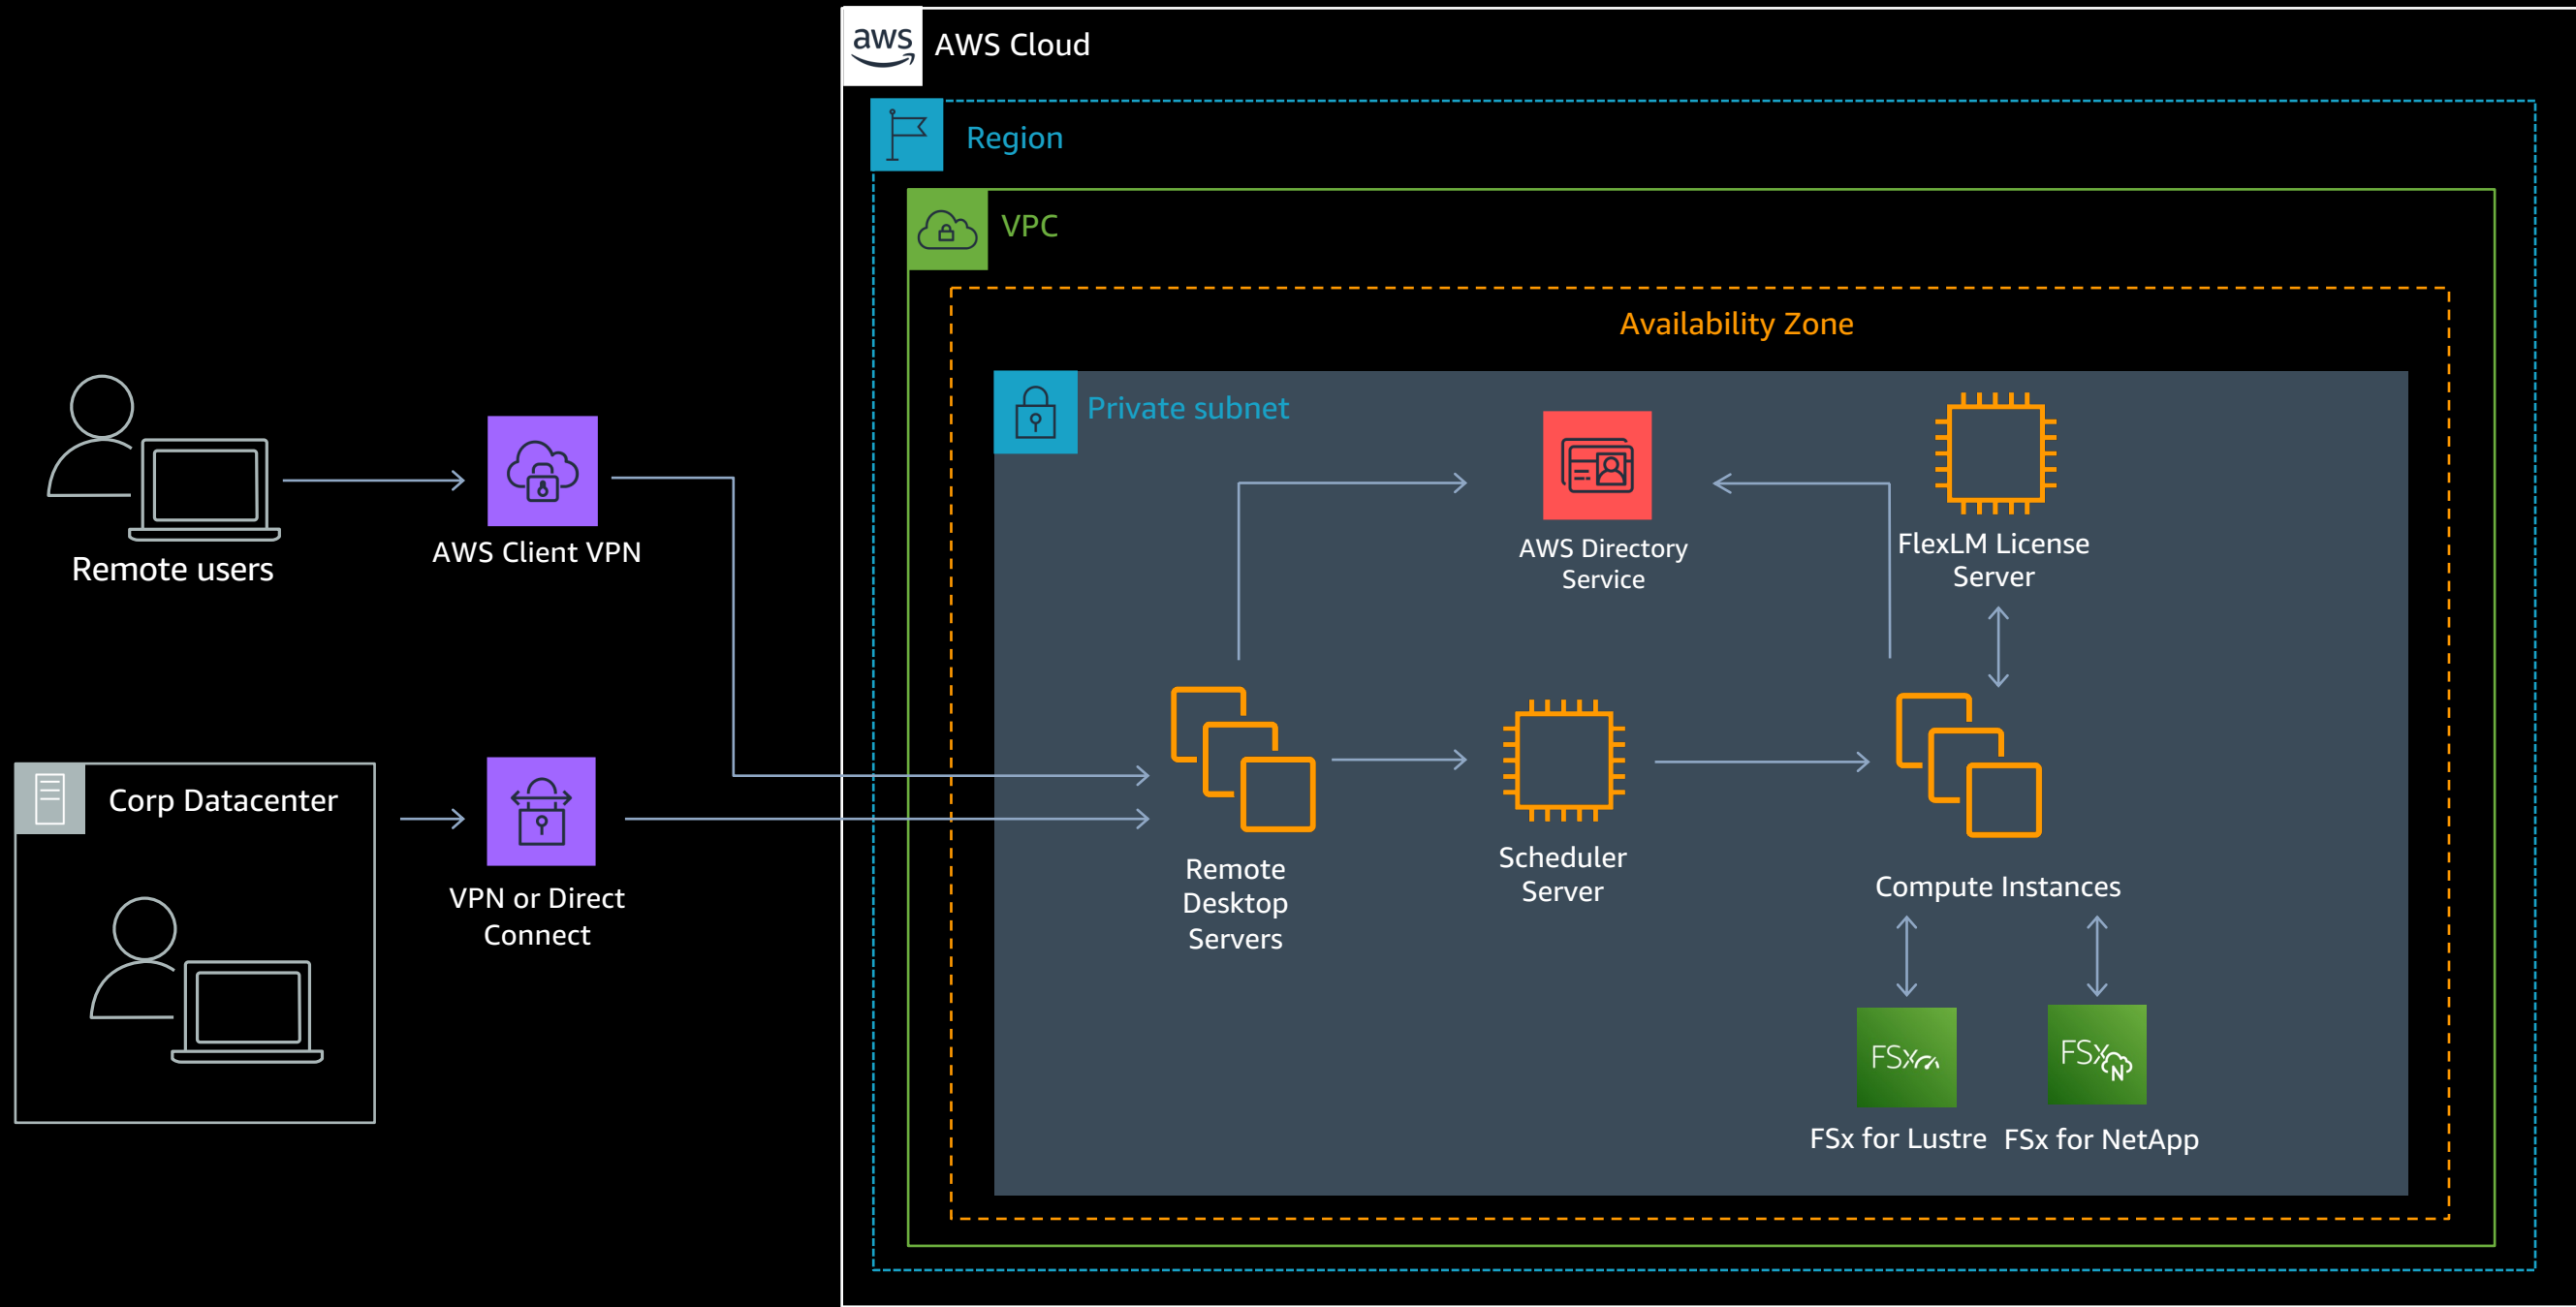 aws
AWS Cloud
Region
VPC
Availability Zone
Private subnet
Remote users
AWS Client VPN
AWS Directory
Service
FlexLM License
Server
Corp Datacenter
VPN or Direct
Connect
Remote
Desktop
Servers
Scheduler
Server
Compute Instances
FSx
FSx
N
FSx for Lustre
FSx for NetApp